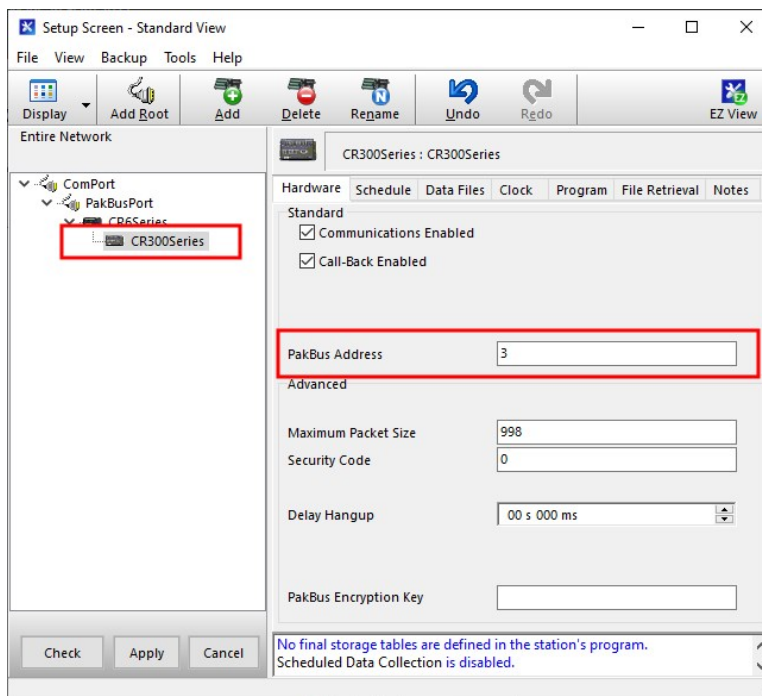 Setup Screen - Standard View
File View Backup Tools Help
Display Add Root Add Delete Rename Undo Redo EZ View
Entire Network
CR300Series : CR300Series
ComPort
PakBusPort
CR6Series
CR300Series
Hardware Schedule Data Files Clock Program File Retrieval Notes
Standard
Communications Enabled
Call-Back Enabled
PakBus Address 3
Advanced
Maximum Packet Size 998
Security Code 0
Delay Hangup 00 s 000 ms
PakBus Encryption Key
Check Apply Cancel
No final storage tables are defined in the station's program.
Scheduled Data Collection is disabled.